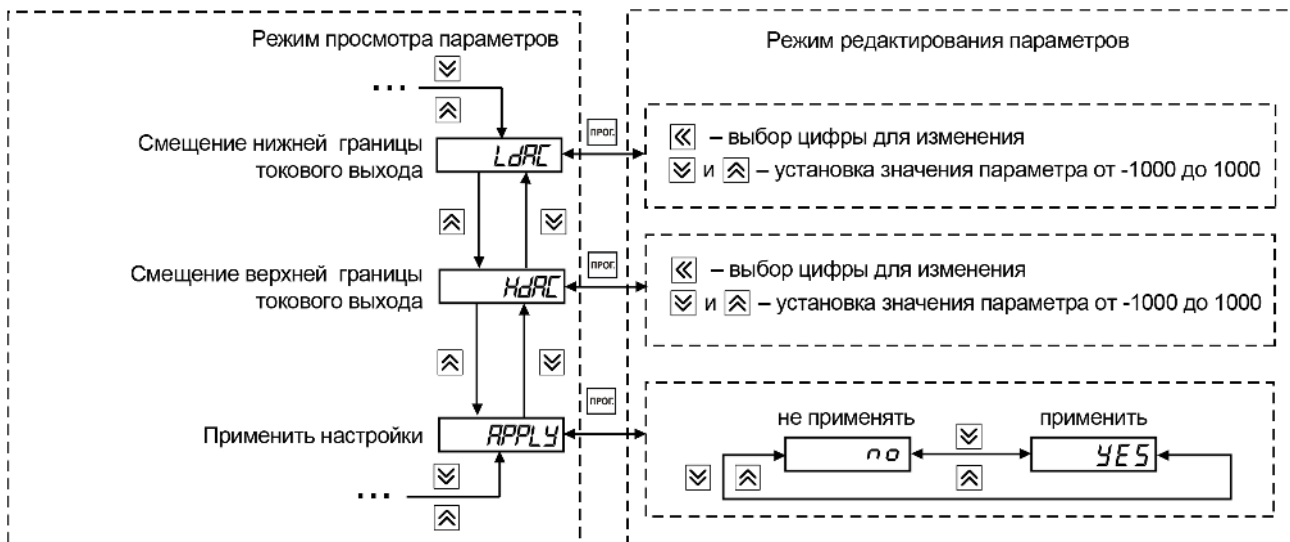 Режим просмотра параметров
Режим редактирования параметров
...
Смещение нижней границы
токового выхода
LdAC
ПРОГ.
– выбор цифры для изменения
и – установка значения параметра от -1000 до 1000
Смещение верхней границы
токового выхода
HdAC
ПРОГ.
– выбор цифры для изменения
и – установка значения параметра от -1000 до 1000
Применить настройки
APPLY
ПРОГ.
не применять
применить
no
YES
...